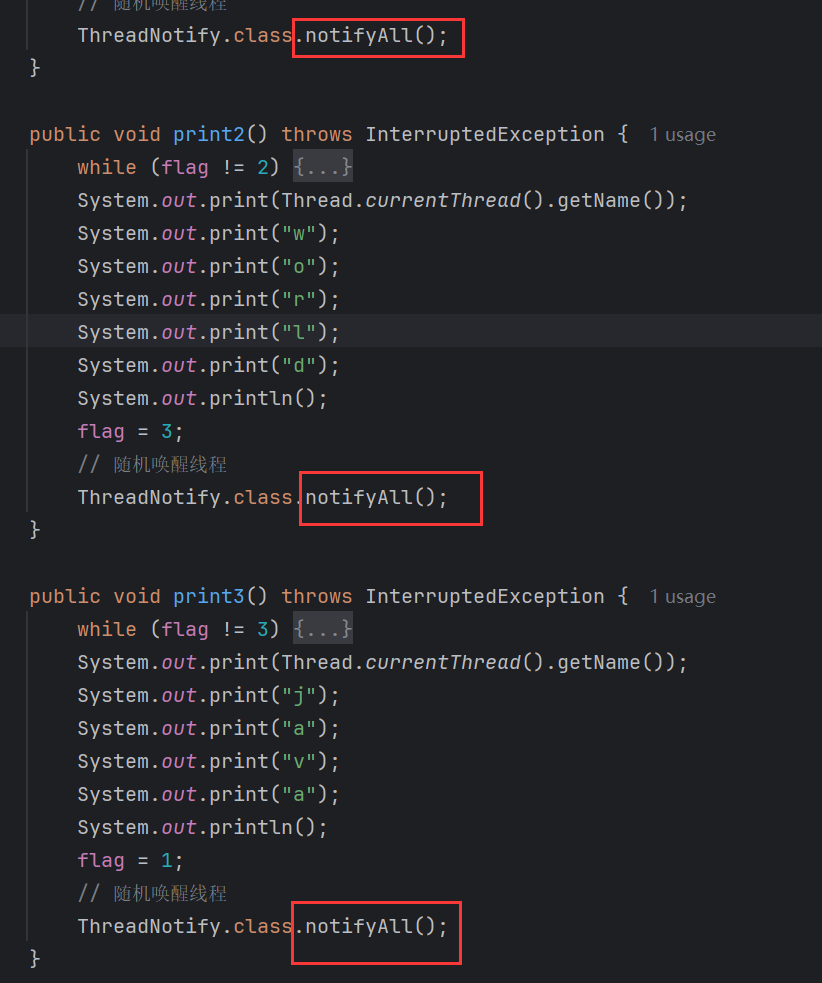 // 随机唤醒线程
ThreadNotify.class.notifyAll();
}
public void print2() throws InterruptedException { 1 usage
while (flag != 2) {...}
System.out.print(Thread.currentThread().getName());
System.out.print("w");
System.out.print("o");
System.out.print("r");
System.out.print("l");
System.out.print("d");
System.out.println();
flag = 3;
// 随机唤醒线程
ThreadNotify.class.notifyAll();
}
public void print3() throws InterruptedException { 1 usage
while (flag != 3) {...}
System.out.print(Thread.currentThread().getName());
System.out.print("j");
System.out.print("a");
System.out.print("v");
System.out.print("a");
System.out.println();
flag = 1;
// 随机唤醒线程
ThreadNotify.class.notifyAll();
}